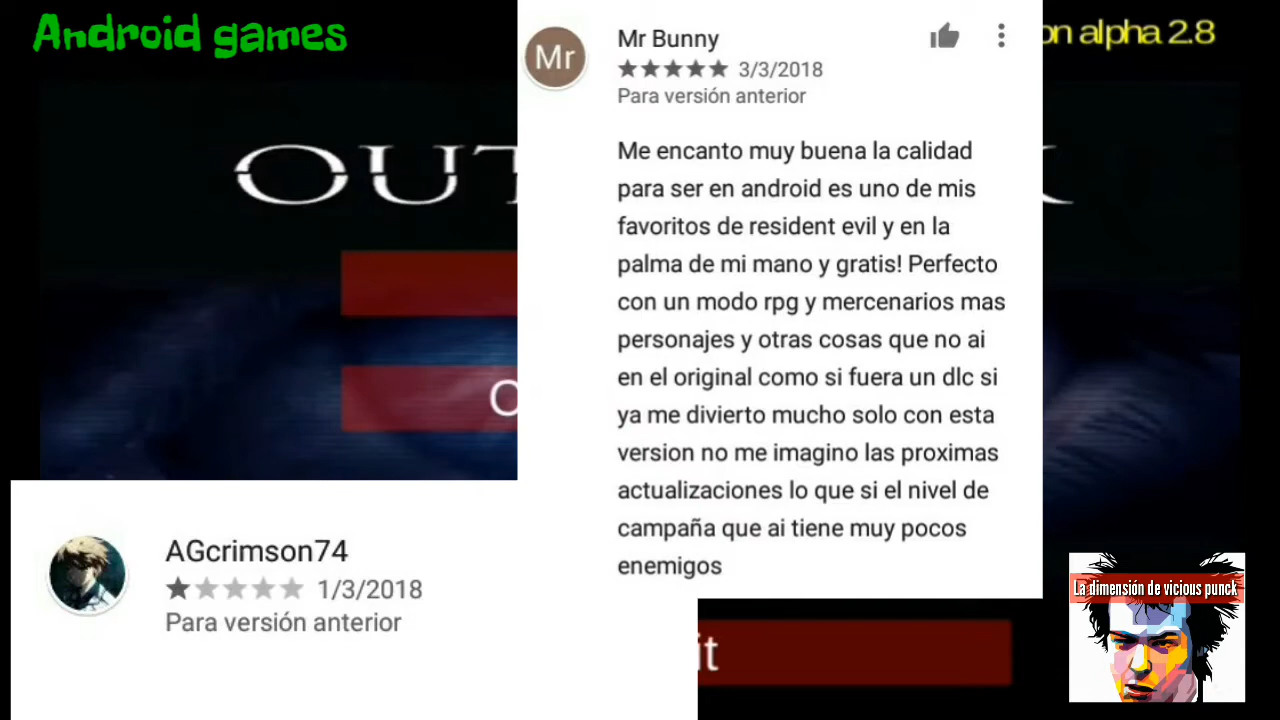 Android games
on alpha 2.8
OUT
Mr
Mr Bunny
3/3/2018
Para versión anterior
Me encanto muy buena la calidad
para ser en android es uno de mis
favoritos de resident evil y en la
palma de mi mano y gratis! Perfecto
con un modo rpg y mercenarios mas
personajes y otras cosas que no ai
en el original como si fuera un dlc si
ya me divierto mucho solo con esta
version no me imagino las proximas
actualizaciones lo que si el nivel de
campaña que ai tiene muy pocos
enemigos
AGcrimson74
1/3/2018
Para versión anterior
it
La dimensión de vicious punck